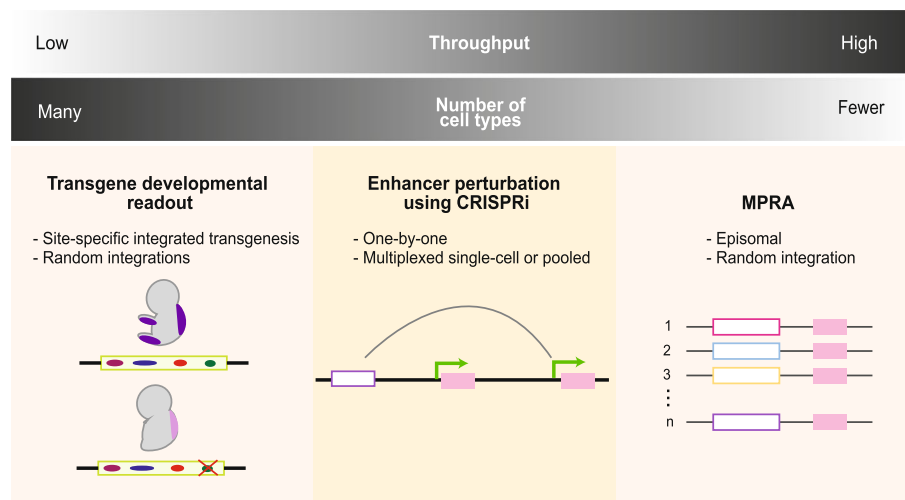 Low
Throughput
High
Many
Number of
cell types
Fewer
Transgene developmental
readout
- Site-specific integrated transgenesis
- Random integrations
Enhancer perturbation
using CRISPRi
- One-by-one
- Multiplexed single-cell or pooled
MPRA
- Episomal
- Random integration
1
2
3
⋮
n